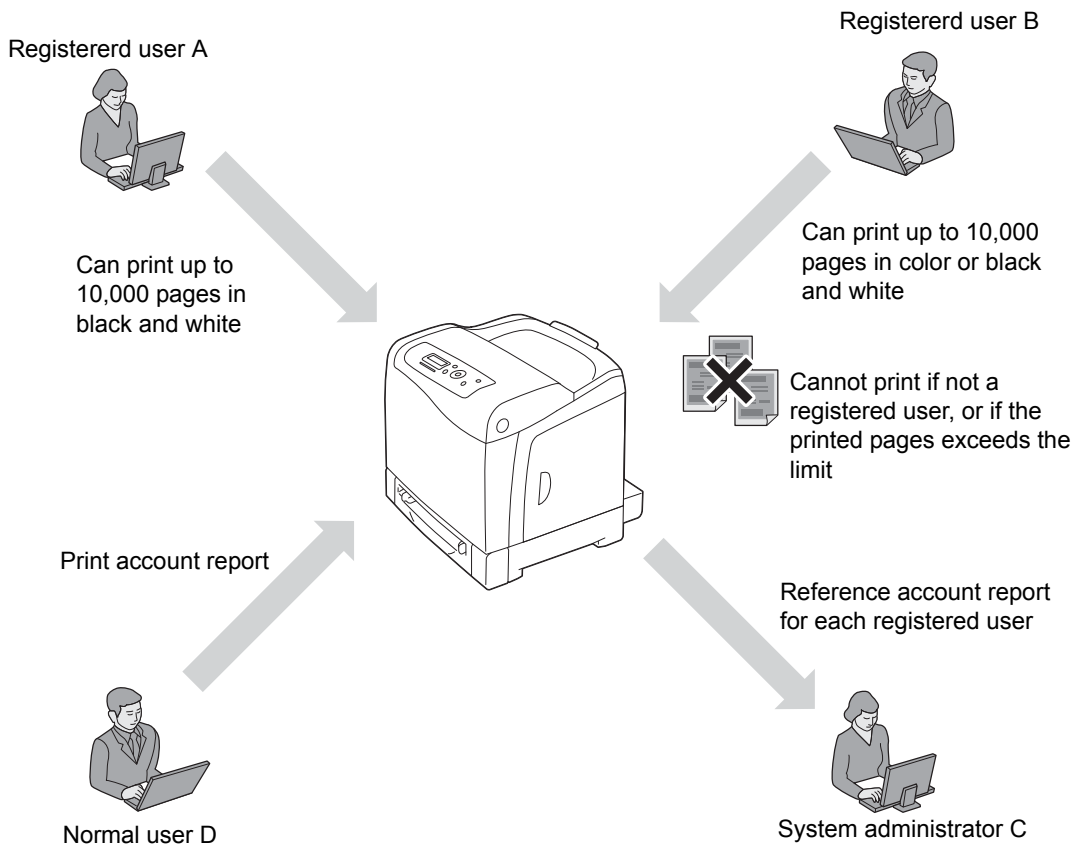 Registererd user A
Registererd user B
Can print up to
10,000 pages in
black and white
Can print up to 10,000
pages in color or black
and white
Cannot print if not a
registered user, or if the
printed pages exceeds the
limit
Print account report
Reference account report
for each registered user
Normal user D
System administrator C